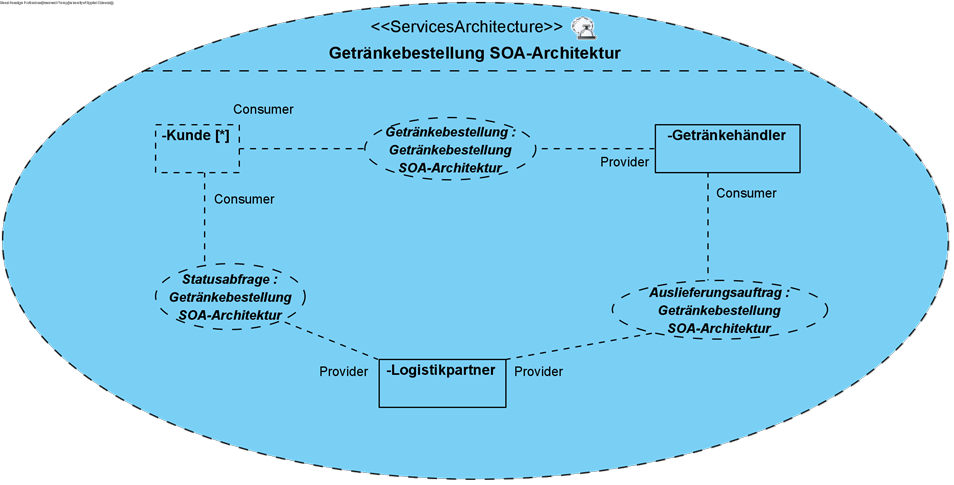 <<ServicesArchitecture>>
Getränkebestellung SOA-Architektur
Consumer
-Kunde [*]
Getränkebestellung :
Getränkebestellung
SOA-Architektur
-Getränkehändler
Provider
Consumer
Consumer
Statusabfrage :
Getränkebestellung
SOA-Architektur
Auslieferungsauftrag :
Getränkebestellung
SOA-Architektur
Provider
-Logistikpartner
Provider